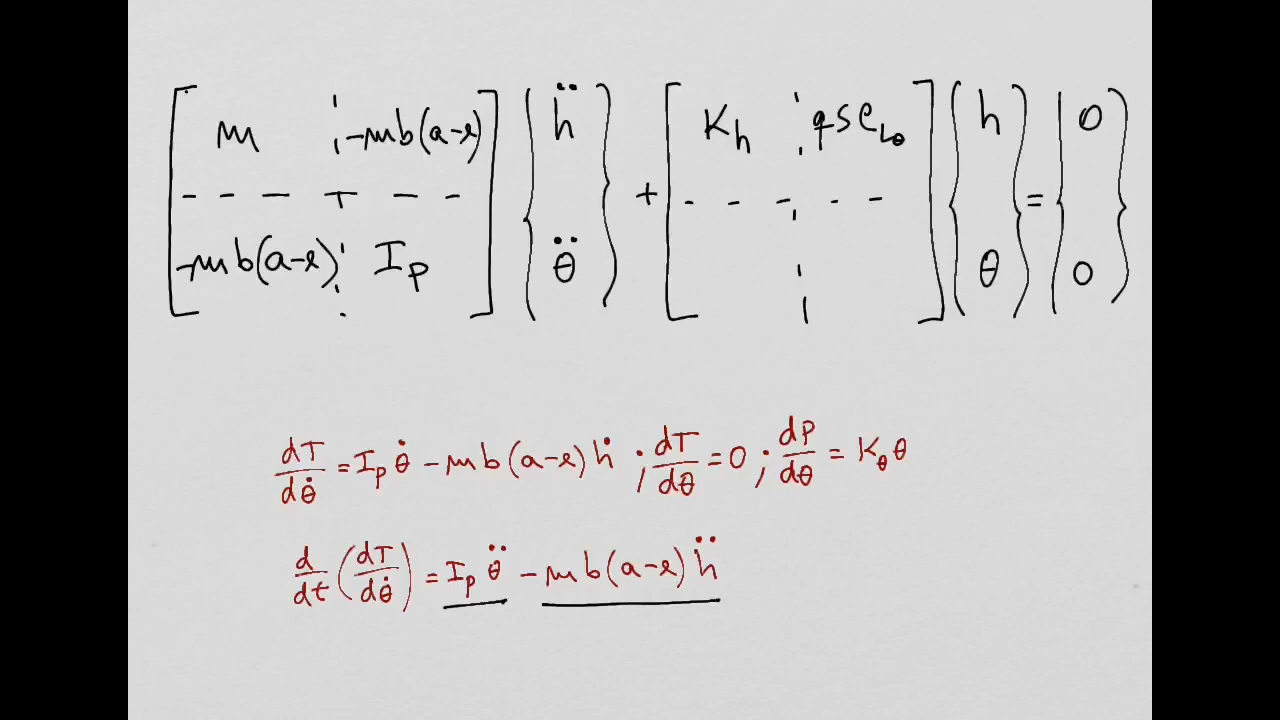 [ m ¦ -mb(a-e) ] { ḧ } + [ K_h ¦ qSC_Lθ ] { h } = { 0 }
[ -mb(a-e) ¦ I_P ] { θ̈ } [ ¦ ] { θ } { 0 }
dT/dθ̇ = I_P θ̇ - mb(a-e) ḣ ; dT/dθ = 0 ; dP/dθ = K_θ θ
d/dt (dT/dθ̇) = I_P θ̈ - mb(a-e) ḧ